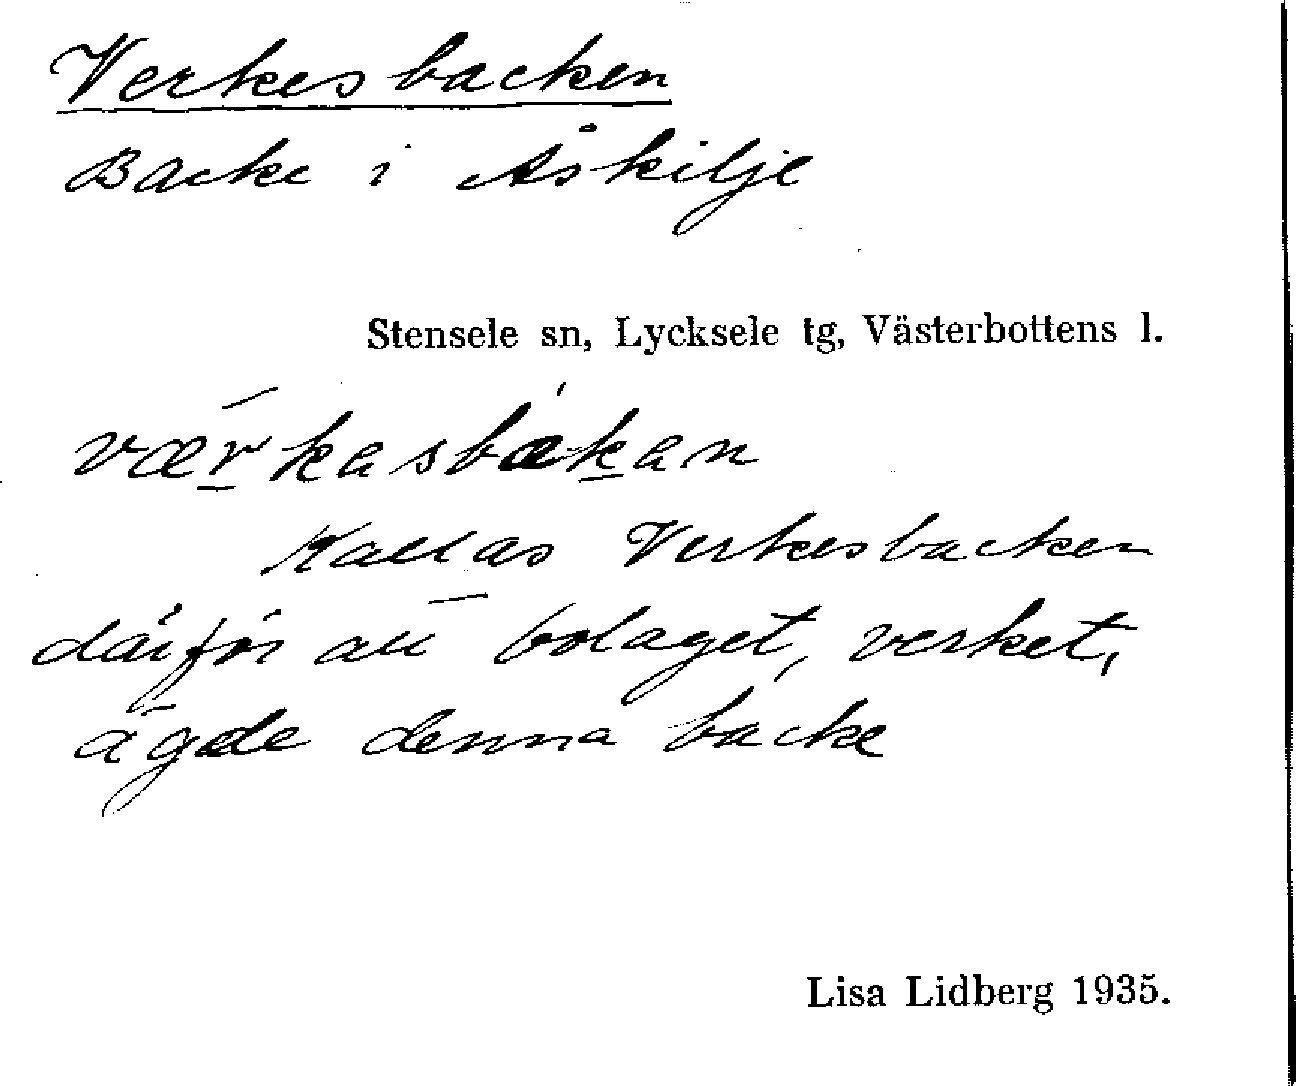 Verkesbacken
Backe i Åskilje
Stensele sn, Lycksele tg, Västerbottens l.
værkasbakan
Kallas Verkesbacken
därför att bolaget, verket,
ägde denna backe
Lisa Lidberg 1935.